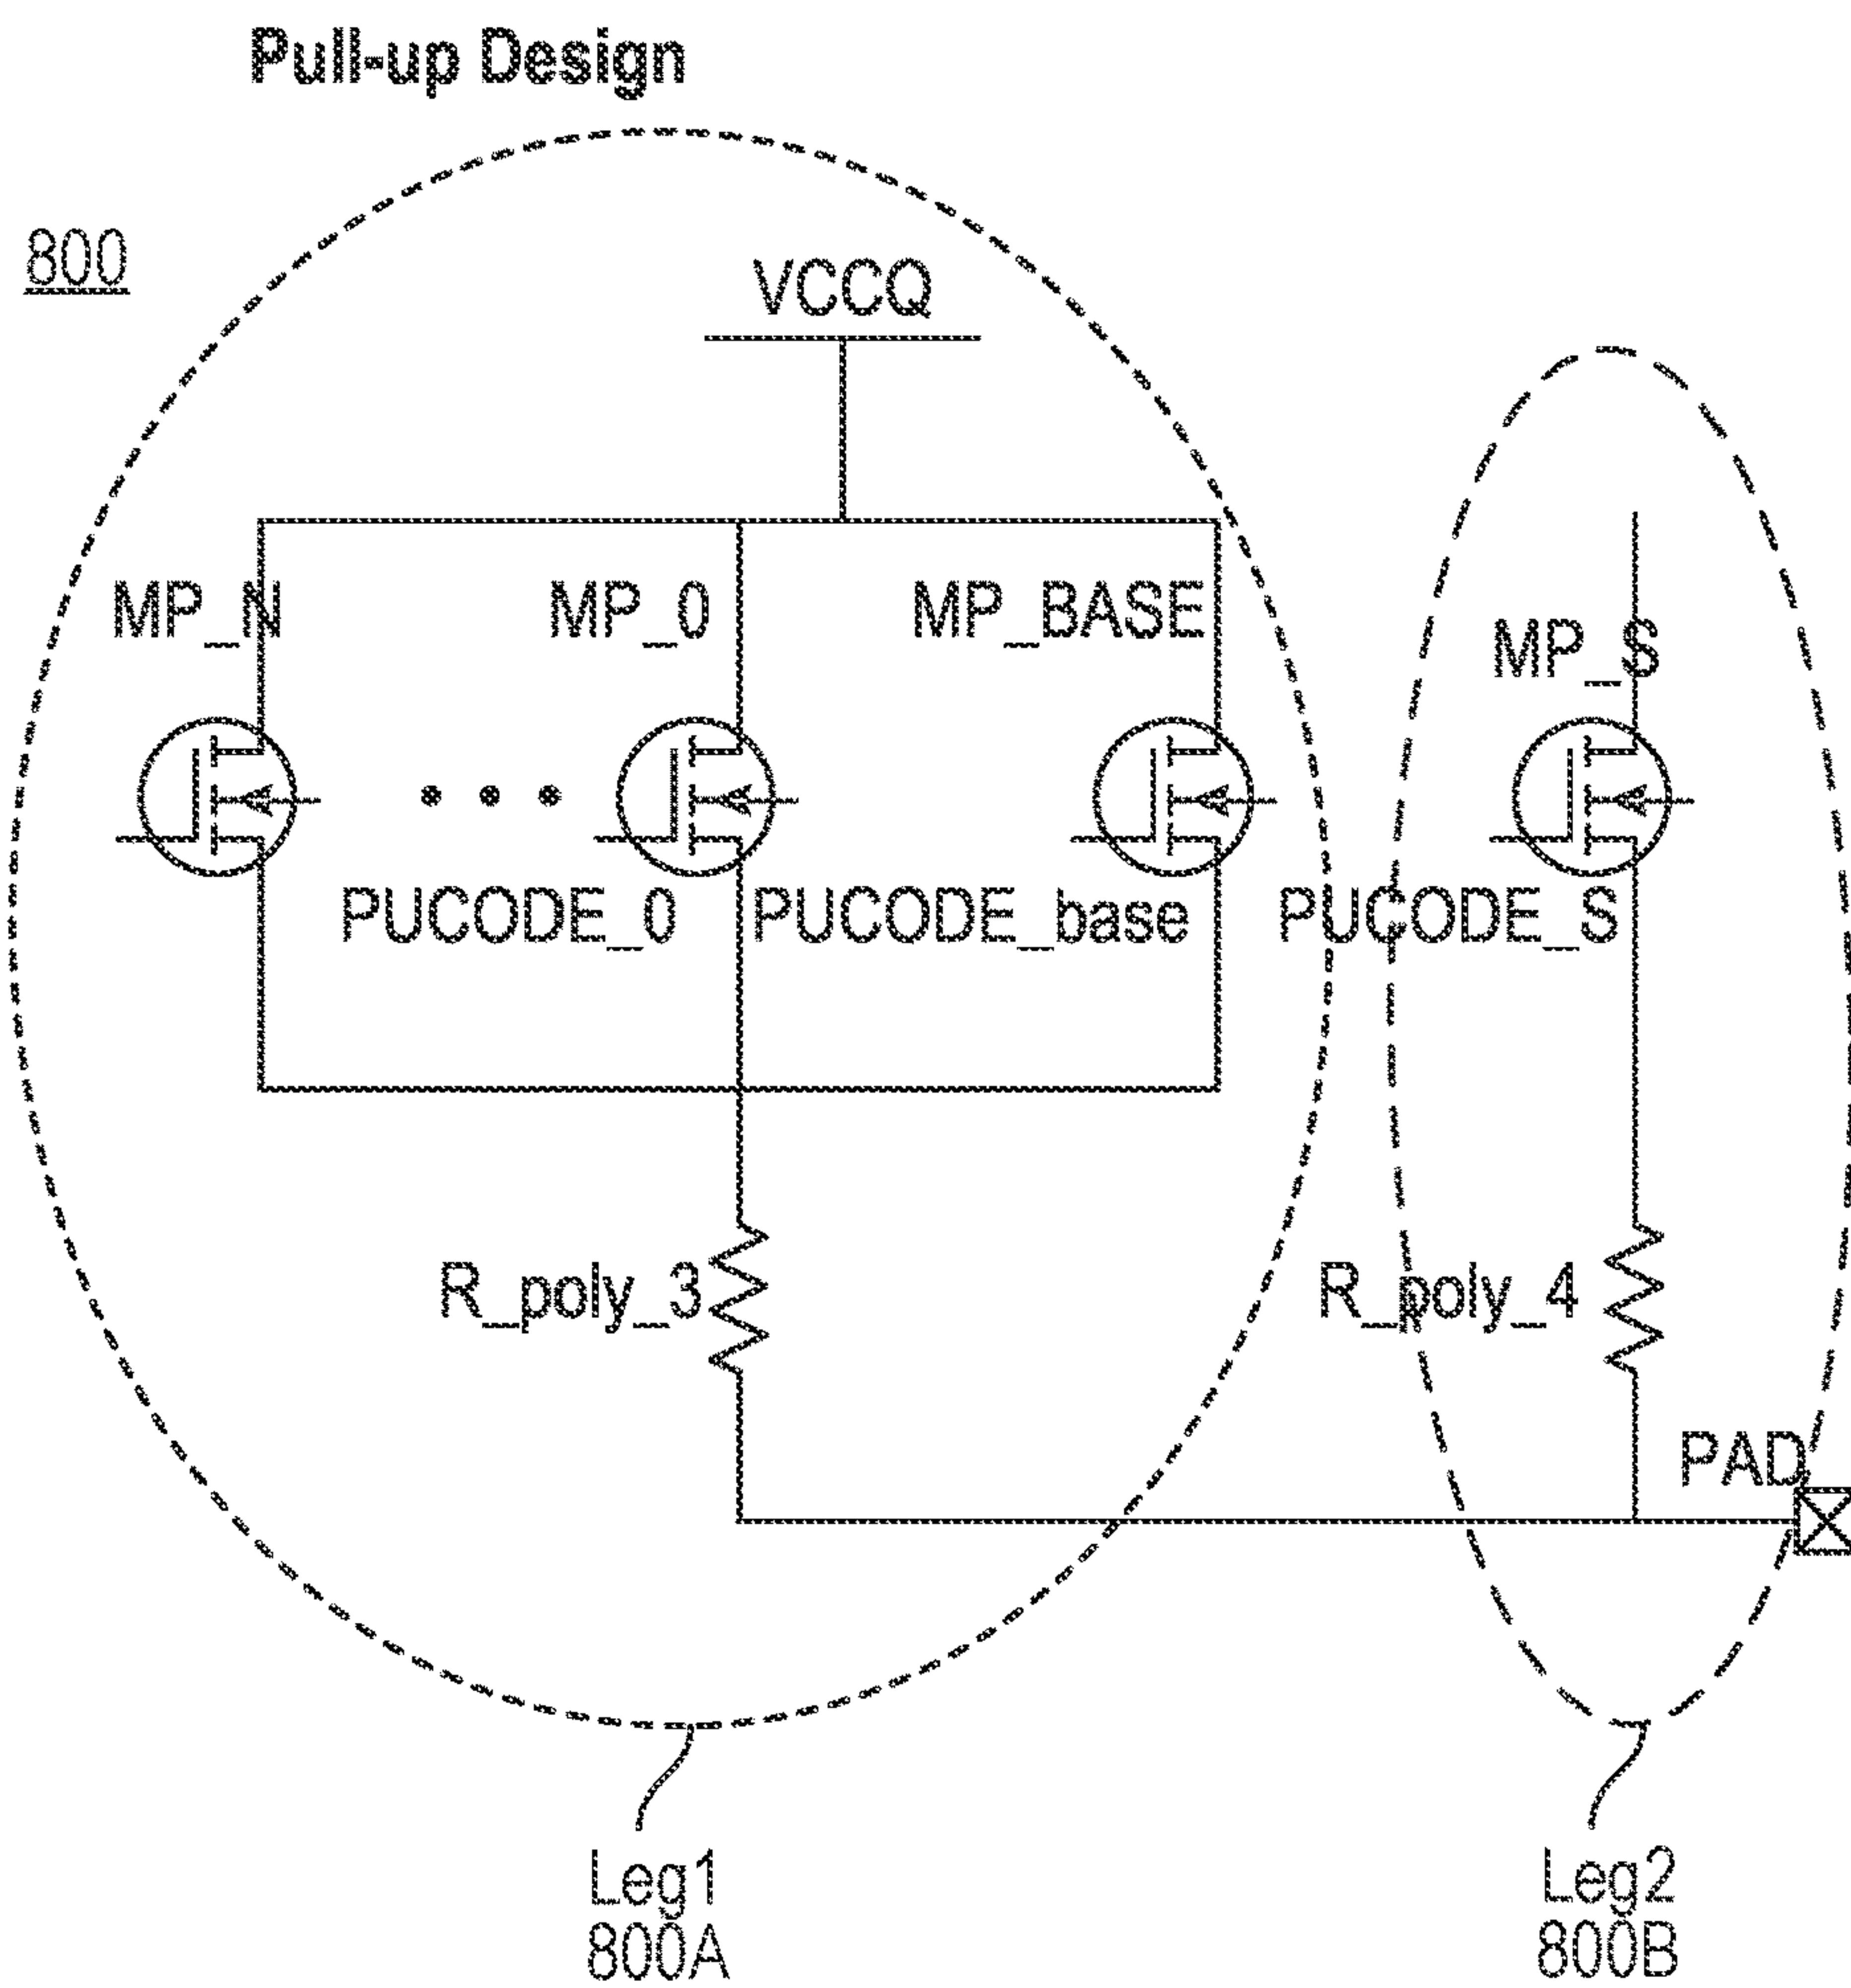 Pull-up Design
800
VCCQ
MP_N
MP_0
MP_BASE
MP_S
PUCODE_0
PUCODE_base
PUCODE_S
R_poly_3
R_poly_4
PAD
Leg1
800A
Leg2
800B